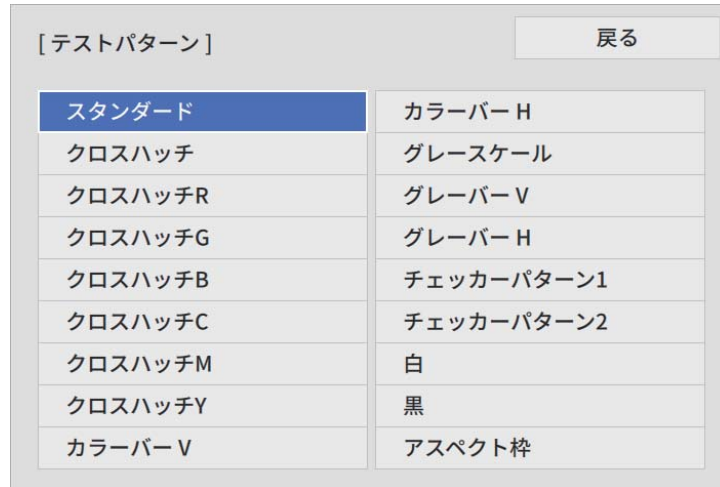 [ テストパターン ]
戻る
スタンダード
クロスハッチ
クロスハッチR
クロスハッチG
クロスハッチB
クロスハッチC
クロスハッチM
クロスハッチY
カラーバー V
カラーバー H
グレースケール
グレーバー V
グレーバー H
チェッカーパターン1
チェッカーパターン2
白
黒
アスペクト枠